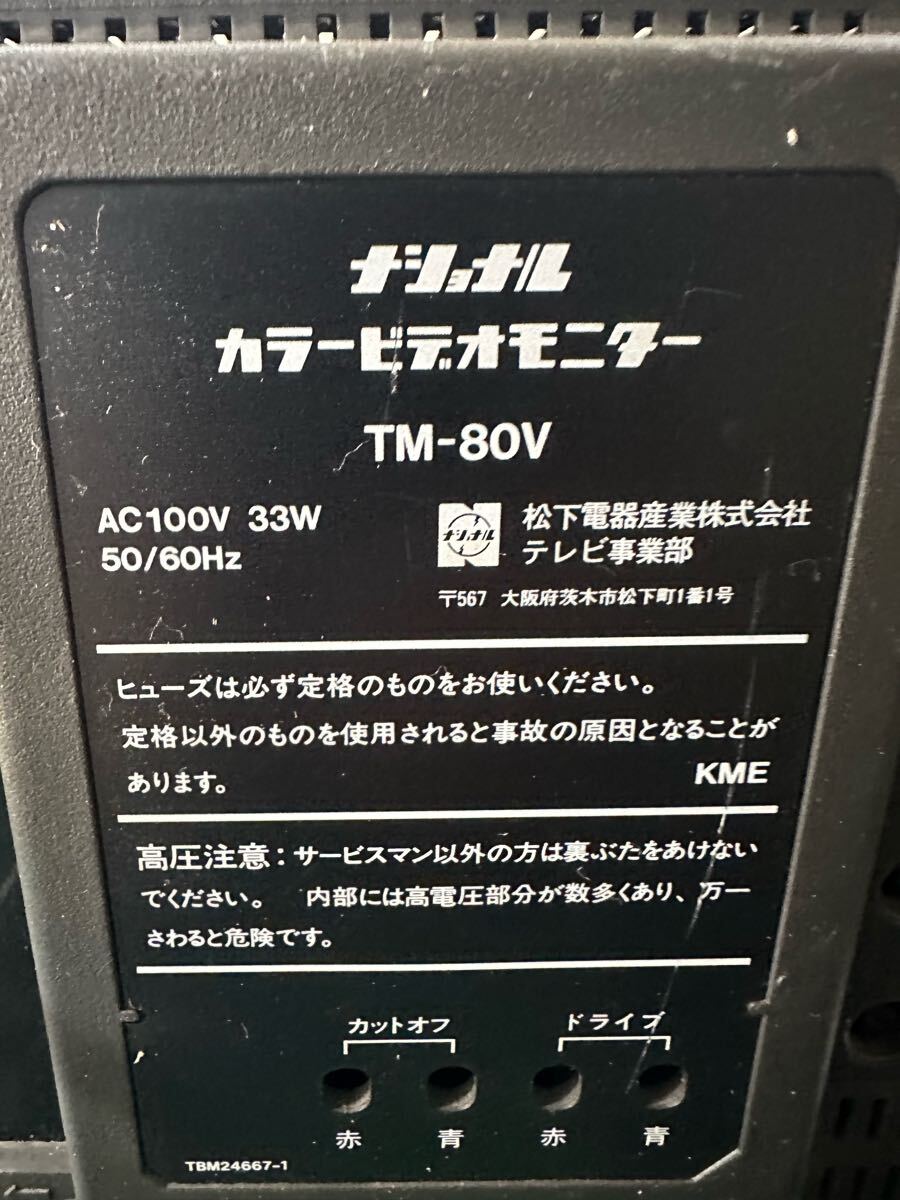 ナショナル
カラービデオモニター
TM-80V
AC100V 33W
50/60Hz
ナショナル
松下電器産業株式会社
テレビ事業部
〒567 大阪府茨木市松下町1番1号
ヒューズは必ず定格のものをお使いください。
定格以外のものを使用されると事故の原因となることが
あります。
KME
高圧注意：サービスマン以外の方は裏ぶたをあけない
でください。 内部には高電圧部分が数多くあり、万一
さわると危険です。
カットオフ ドライブ
赤 青 赤 青
TBM24667-1